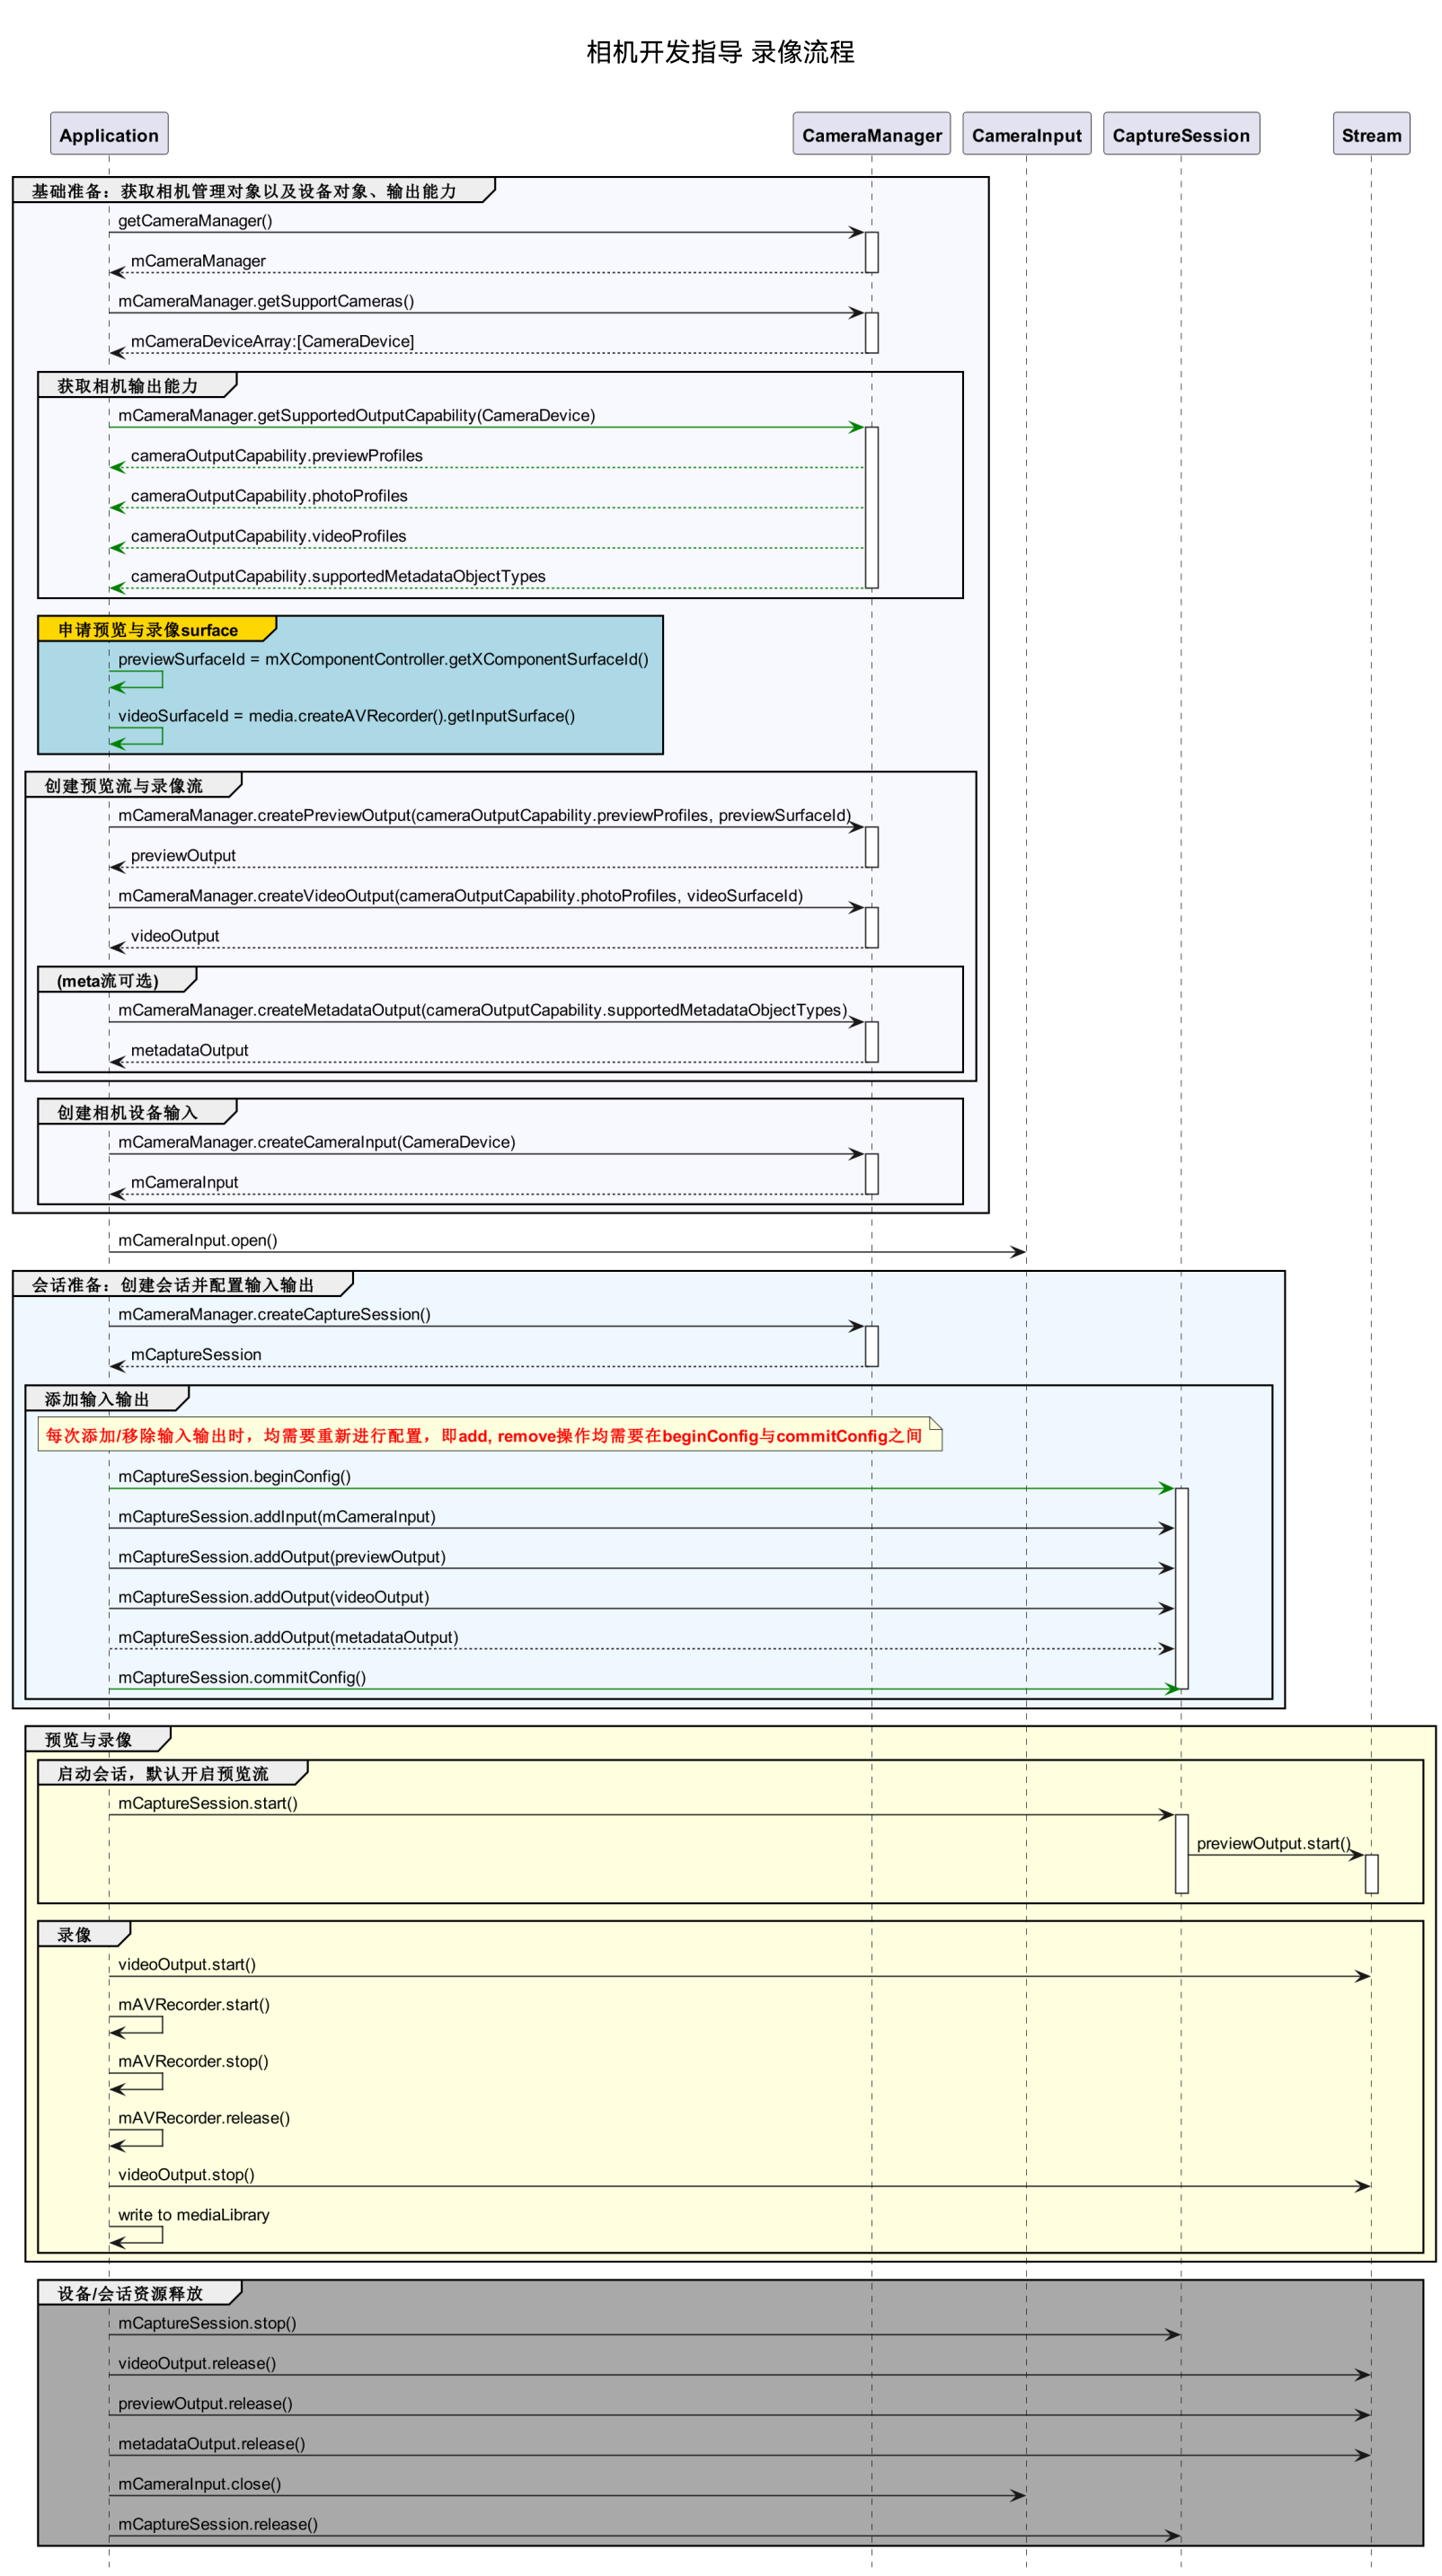 相机开发指导 录像流程
Application
CameraManager
CameraInput
CaptureSession
Stream
基础准备：获取相机管理对象以及设备对象、输出能力
getCameraManager()
mCameraManager
mCameraManager.getSupportCameras()
mCameraDeviceArray:[CameraDevice]
获取相机输出能力
mCameraManager.getSupportedOutputCapability(CameraDevice)
cameraOutputCapability.previewProfiles
cameraOutputCapability.photoProfiles
cameraOutputCapability.videoProfiles
cameraOutputCapability.supportedMetadataObjectTypes
申请预览与录像surface
previewSurfaceId = mXComponentController.getXComponentSurfaceId()
videoSurfaceId = media.createAVRecorder().getInputSurface()
创建预览流与录像流
mCameraManager.createPreviewOutput(cameraOutputCapability.previewProfiles, previewSurfaceId)
previewOutput
mCameraManager.createVideoOutput(cameraOutputCapability.photoProfiles, videoSurfaceId)
videoOutput
(meta流可选)
mCameraManager.createMetadataOutput(cameraOutputCapability.supportedMetadataObjectTypes)
metadataOutput
创建相机设备输入
mCameraManager.createCameraInput(CameraDevice)
mCameraInput
mCameraInput.open()
会话准备：创建会话并配置输入输出
mCameraManager.createCaptureSession()
mCaptureSession
添加输入输出
每次添加/移除输入输出时，均需要重新进行配置，即add, remove操作均需要在beginConfig与commitConfig之间
mCaptureSession.beginConfig()
mCaptureSession.addInput(mCameraInput)
mCaptureSession.addOutput(previewOutput)
mCaptureSession.addOutput(videoOutput)
mCaptureSession.addOutput(metadataOutput)
mCaptureSession.commitConfig()
预览与录像
启动会话，默认开启预览流
mCaptureSession.start()
previewOutput.start()
录像
videoOutput.start()
mAVRecorder.start()
mAVRecorder.stop()
mAVRecorder.release()
videoOutput.stop()
write to mediaLibrary
设备/会话资源释放
mCaptureSession.stop()
videoOutput.release()
previewOutput.release()
metadataOutput.release()
mCameraInput.close()
mCaptureSession.release()